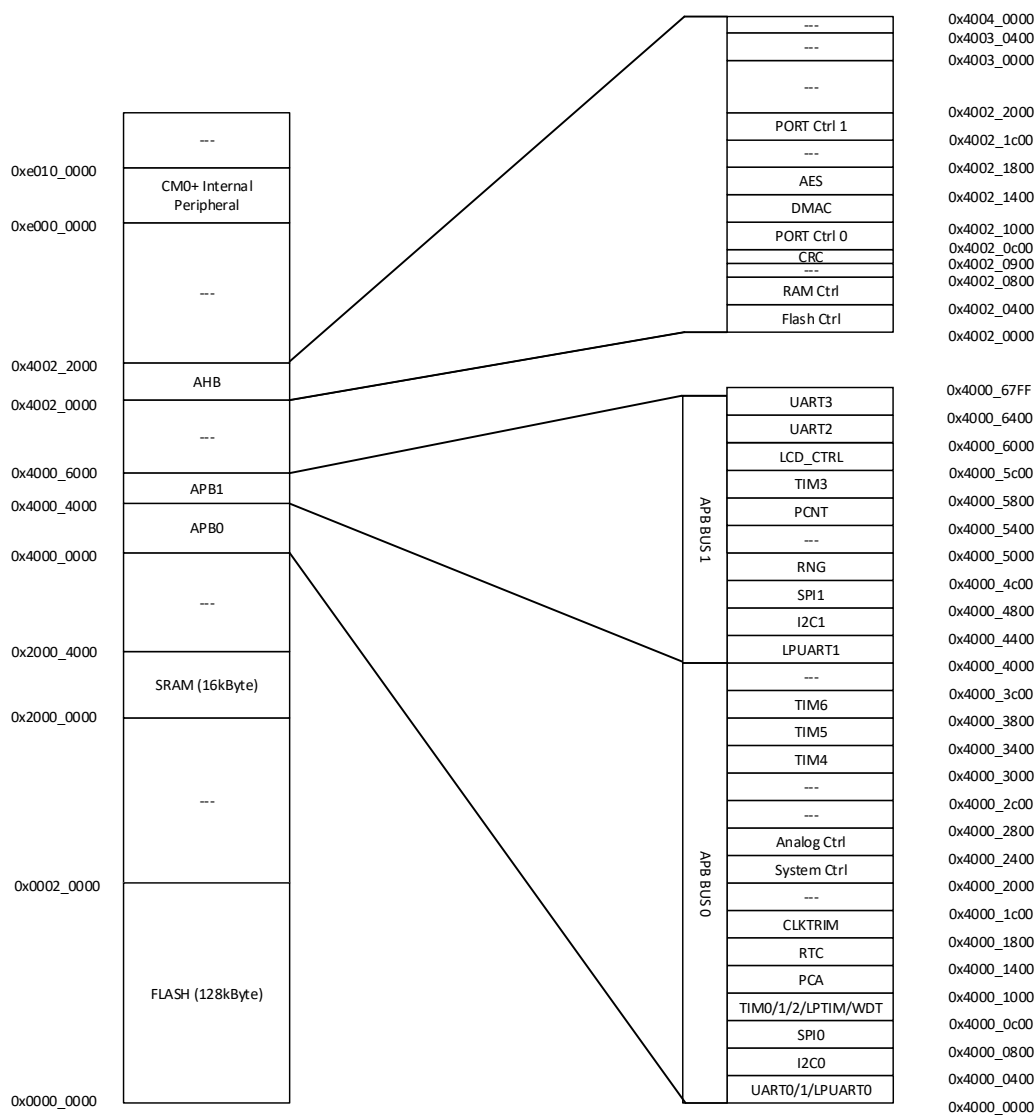 0x4004_0000
---
0x4003_0400
---
0x4003_0000
---
0x4002_2000
PORT Ctrl 1
0x4002_1c00
---
0x4002_1800
AES
0x4002_1400
DMAC
0x4002_1000
PORT Ctrl 0
0x4002_0c00
CRC
0x4002_0900
---
0x4002_0800
RAM Ctrl
0x4002_0400
Flash Ctrl
0x4002_0000
---
0xe010_0000
CM0+ Internal
Peripheral
0xe000_0000
---
0x4002_2000
AHB
0x4002_0000
---
0x4000_6000
APB1
0x4000_4000
APB0
0x4000_0000
---
0x2000_4000
SRAM (16kByte)
0x2000_0000
---
0x0002_0000
FLASH (128kByte)
0x0000_0000
APB BUS 1
0x4000_67FF
UART3
0x4000_6400
UART2
0x4000_6000
LCD_CTRL
0x4000_5c00
TIM3
0x4000_5800
PCNT
0x4000_5400
---
0x4000_5000
RNG
0x4000_4c00
SPI1
0x4000_4800
I2C1
0x4000_4400
LPUART1
0x4000_4000
APB BUS 0
---
0x4000_3c00
TIM6
0x4000_3800
TIM5
0x4000_3400
TIM4
0x4000_3000
---
0x4000_2c00
---
0x4000_2800
Analog Ctrl
0x4000_2400
System Ctrl
0x4000_2000
---
0x4000_1c00
CLKTRIM
0x4000_1800
RTC
0x4000_1400
PCA
0x4000_1000
TIM0/1/2/LPTIM/WDT
0x4000_0c00
SPI0
0x4000_0800
I2C0
0x4000_0400
UART0/1/LPUART0
0x4000_0000